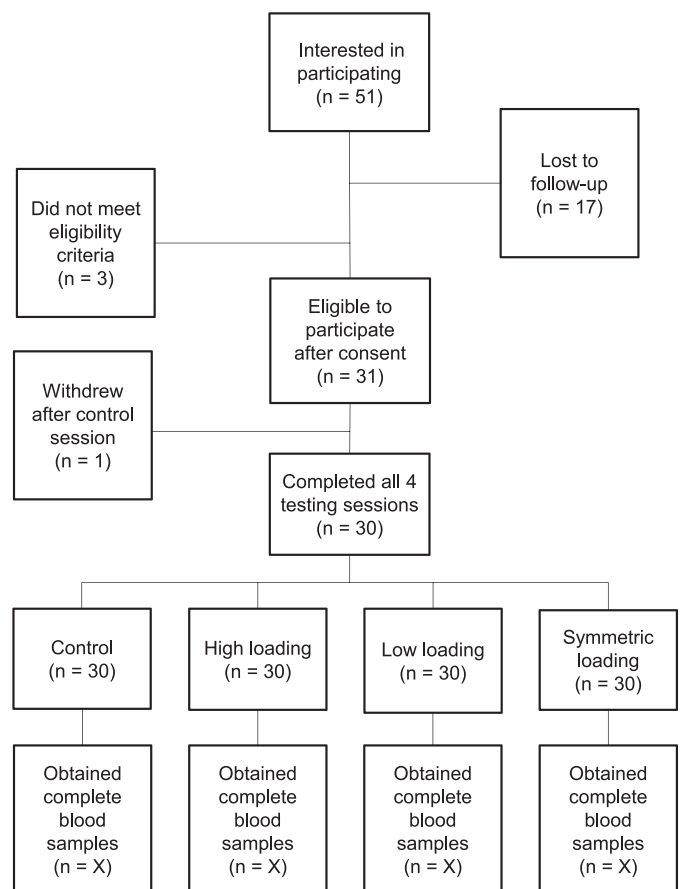 Interested in
participating
(n = 51)
Lost to
follow-up
(n = 17)
Did not meet
eligibility
criteria
(n = 3)
Eligible to
participate
after consent
(n = 31)
Withdrew
after control
session
(n = 1)
Completed all 4
testing sessions
(n = 30)
Control
(n = 30)
High loading
(n = 30)
Low loading
(n = 30)
Symmetric
loading
(n = 30)
Obtained
complete
blood
samples
(n = X)
Obtained
complete
blood
samples
(n = X)
Obtained
complete
blood
samples
(n = X)
Obtained
complete
blood
samples
(n = X)